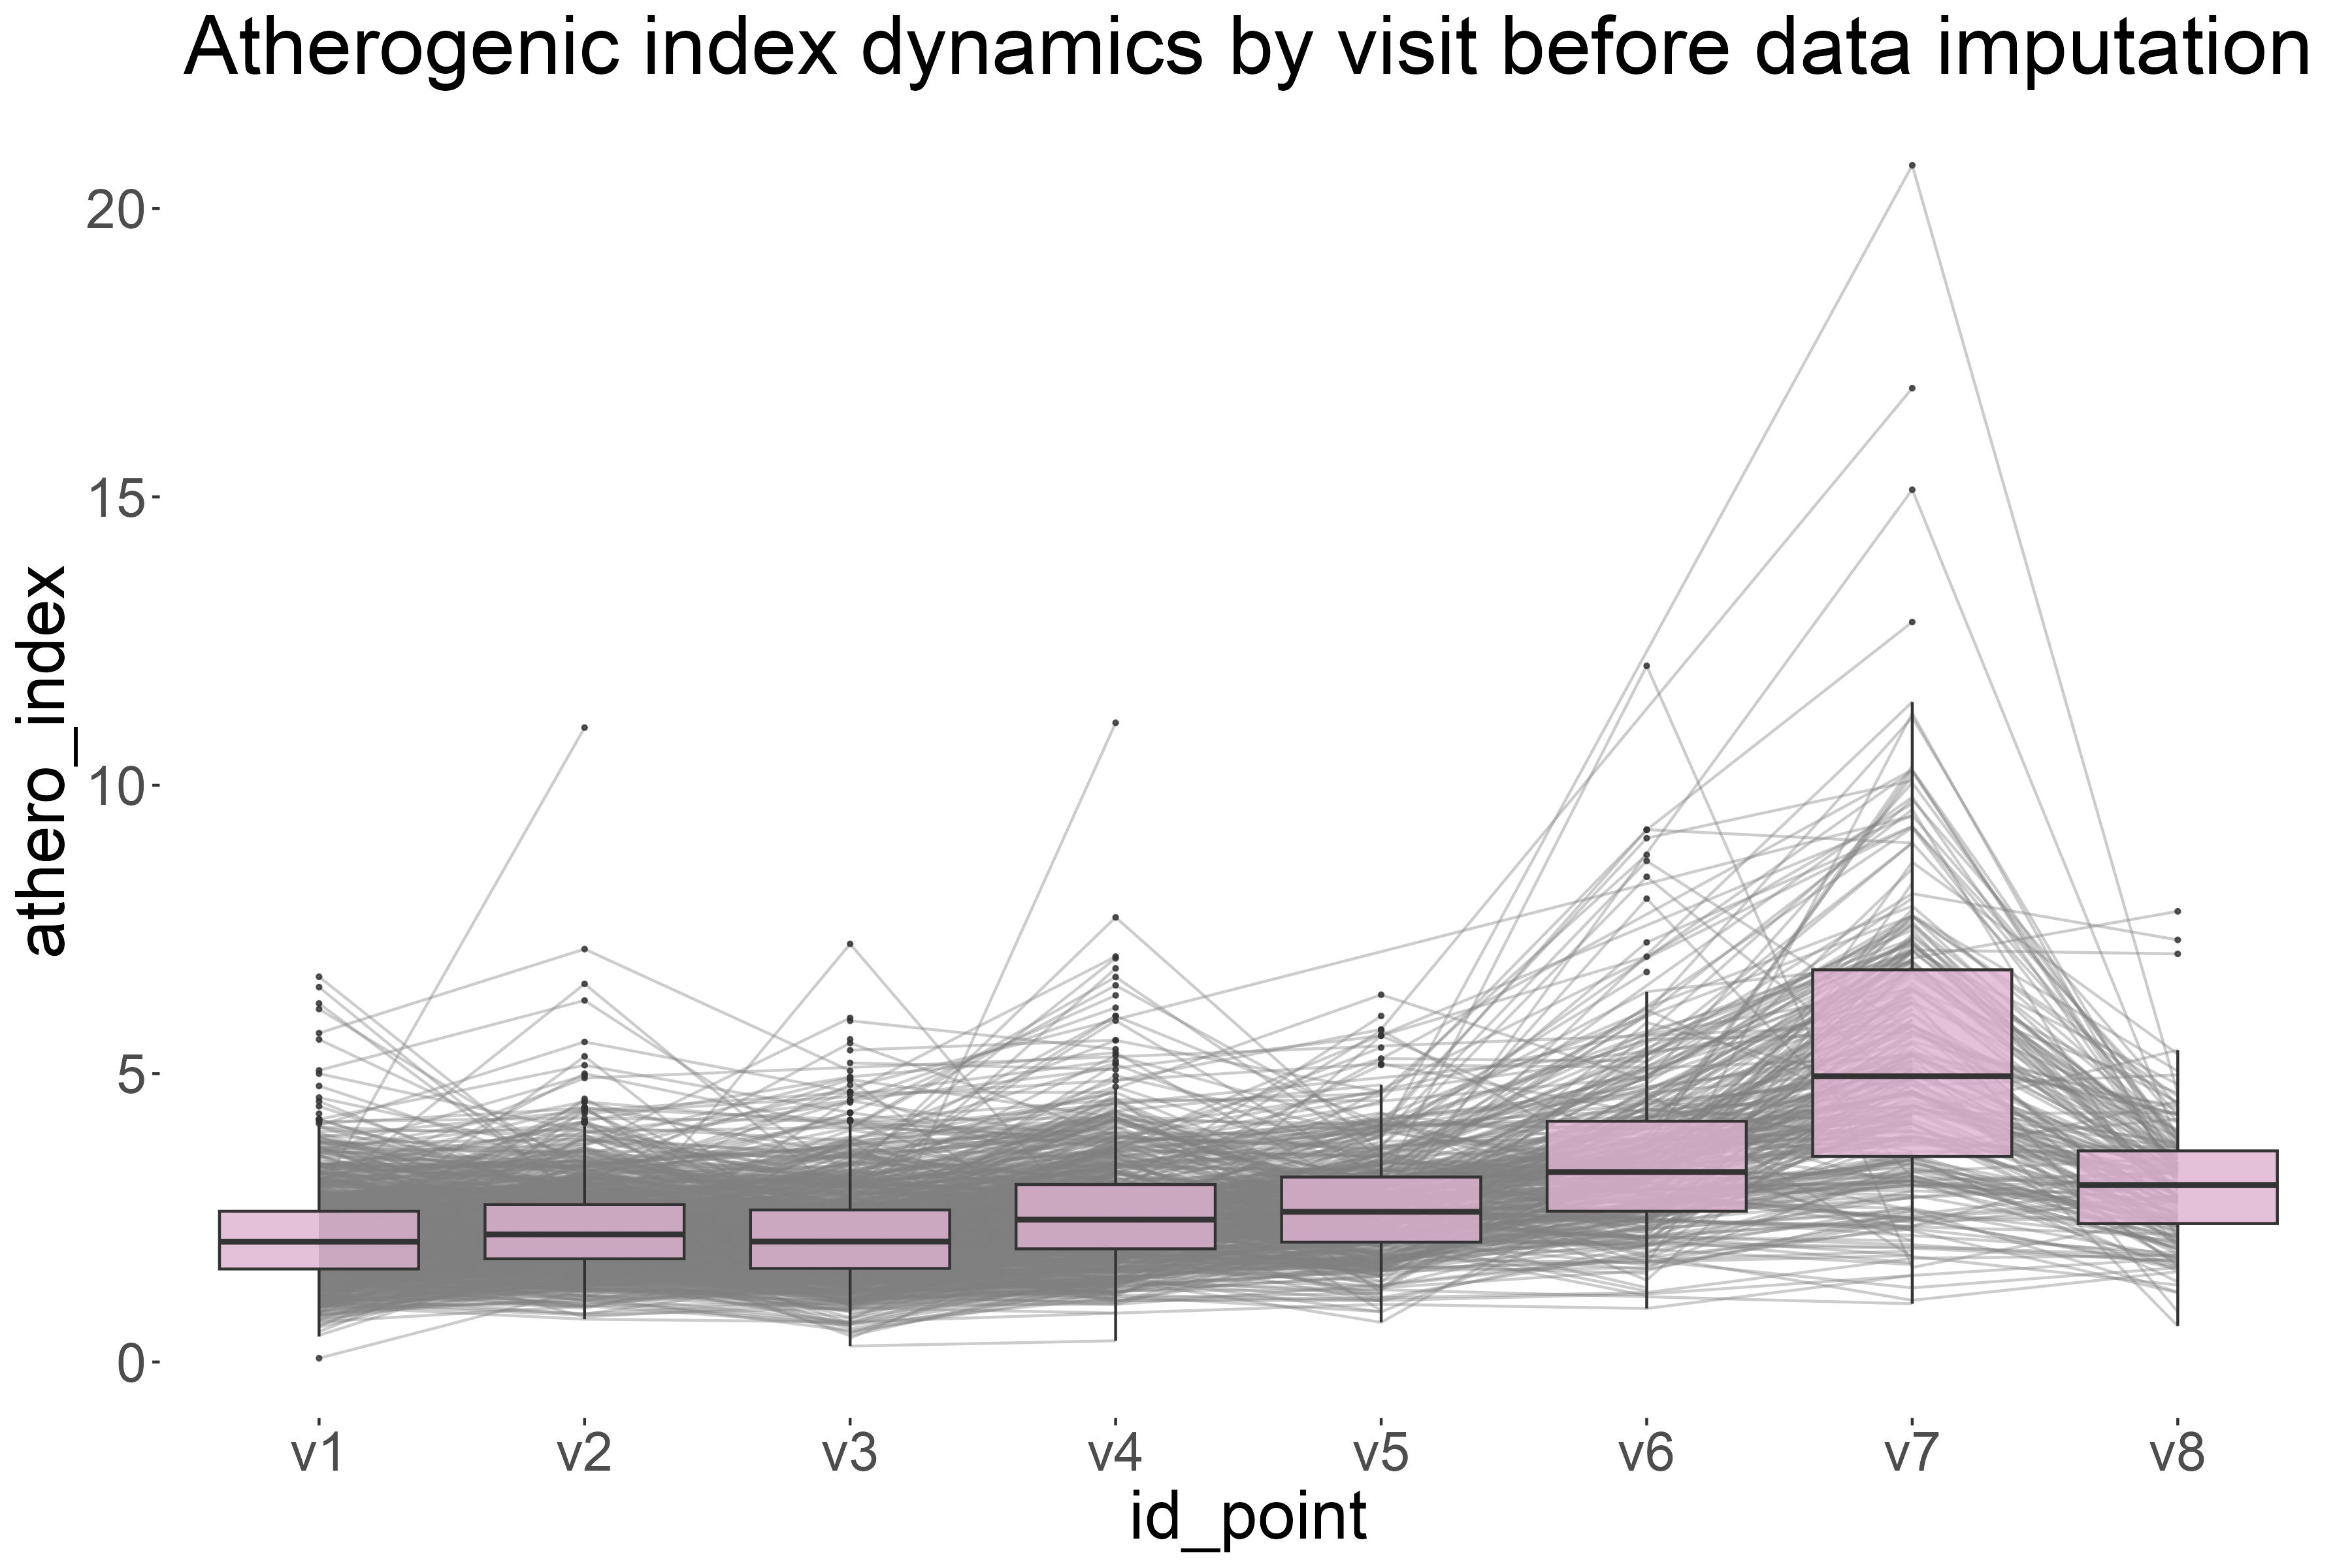 Atherogenic index dynamics by visit before data imputation
20
15
10
5
0
athero_index
v1 v2 v3 v4 v5 v6 v7 v8
id_point